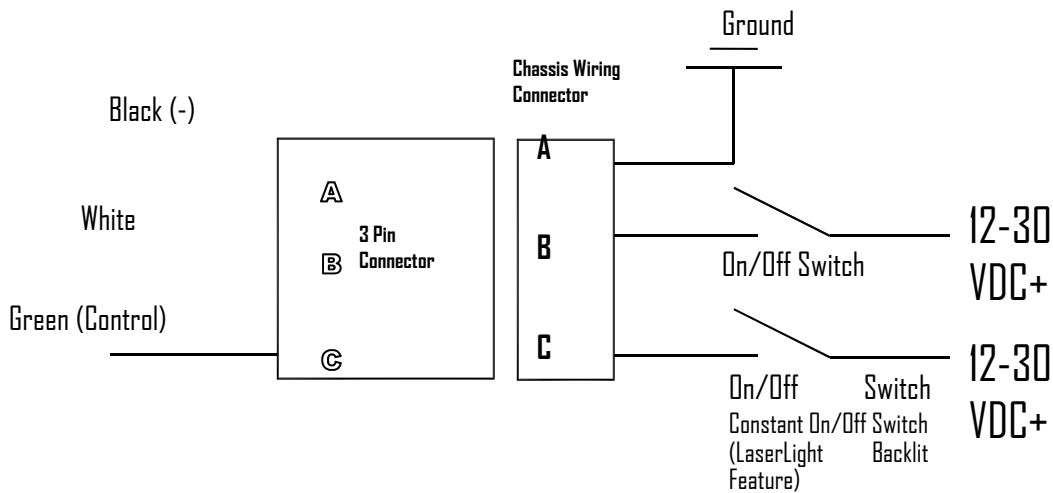 Ground
Chassis Wiring
Connector
Black (-)
A
A
White
3 Pin
Connector
B
B
12-30
VDC+
On/Off Switch
Green (Control)
C
C
12-30
VDC+
On/Off Switch
Constant On/Off Switch
(LaserLight Backlit
Feature)